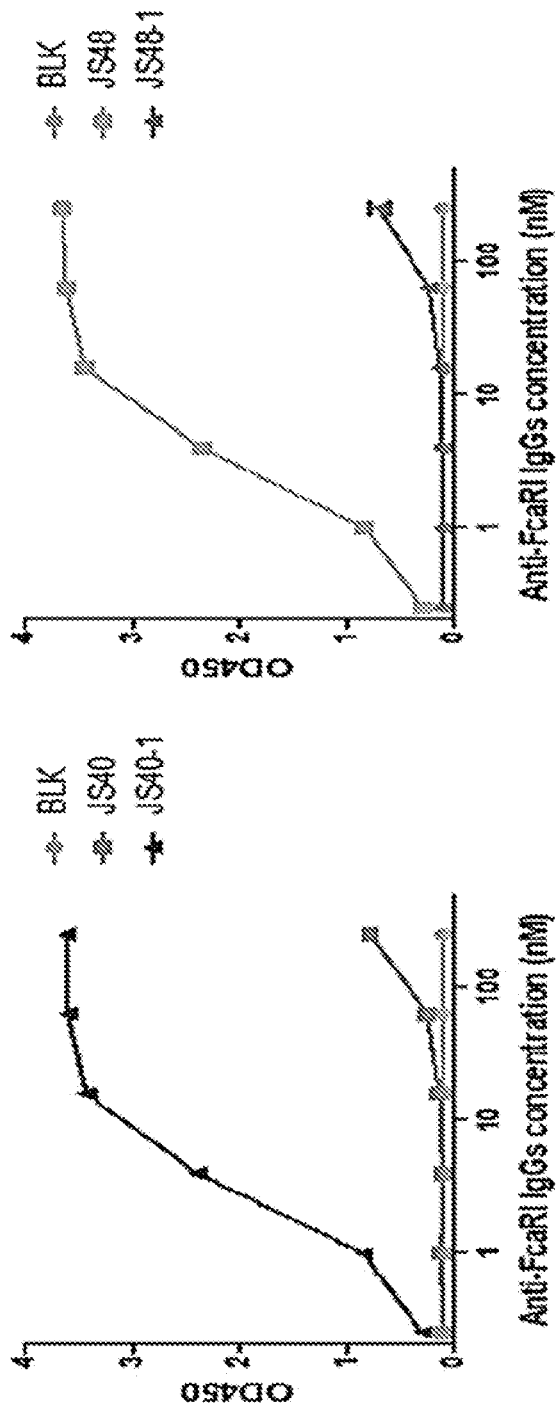 OD450
4
3
2
1
0
1
10
100
Anti-FcaRI IgGs concentration (nM)
BLK
JS40
JS40-1
OD450
4
3
2
1
0
1
10
100
Anti-FcaRI IgGs concentration (nM)
BLK
JS48
JS48-1